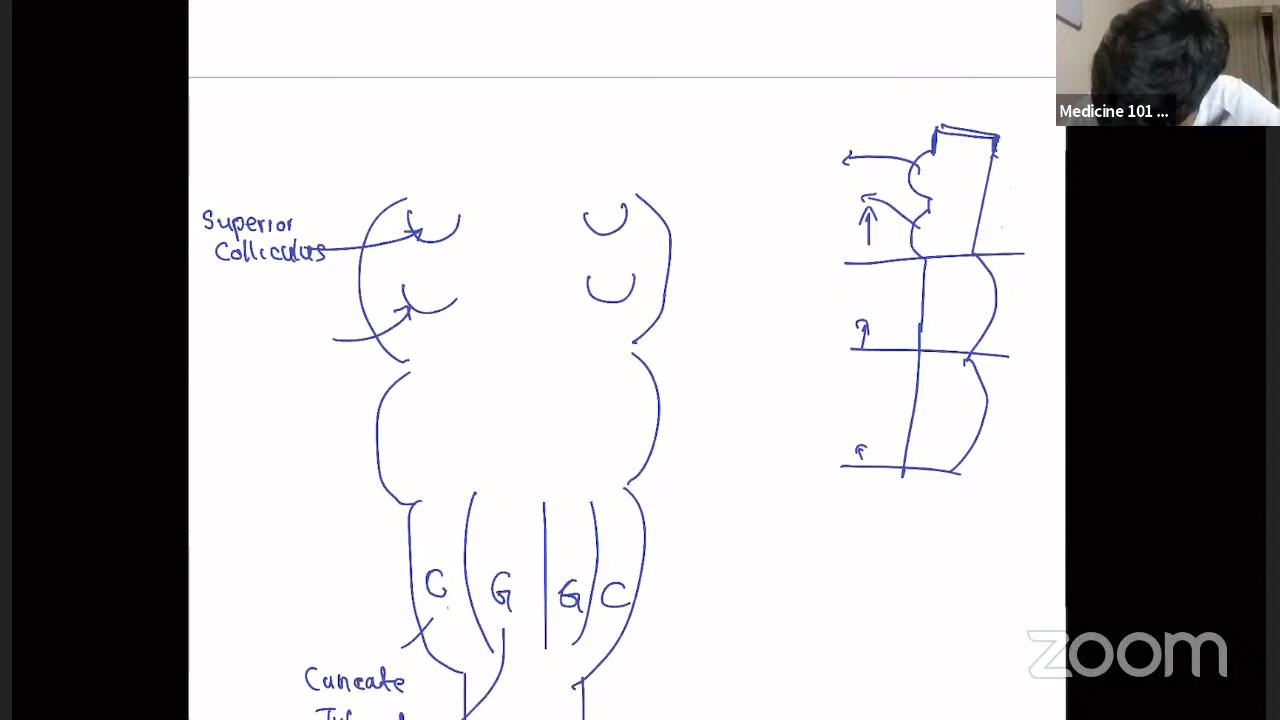 Medicine 101 ...
Superior
Colliculus
C
G
G
C
Cuneate
zoom